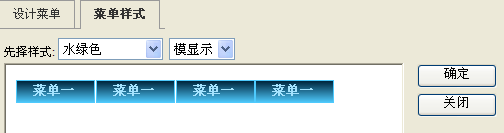 设计菜单 菜单样式
先择样式: 水绿色 模显示
菜单一 菜单一 菜单一 菜单一
确定
关闭